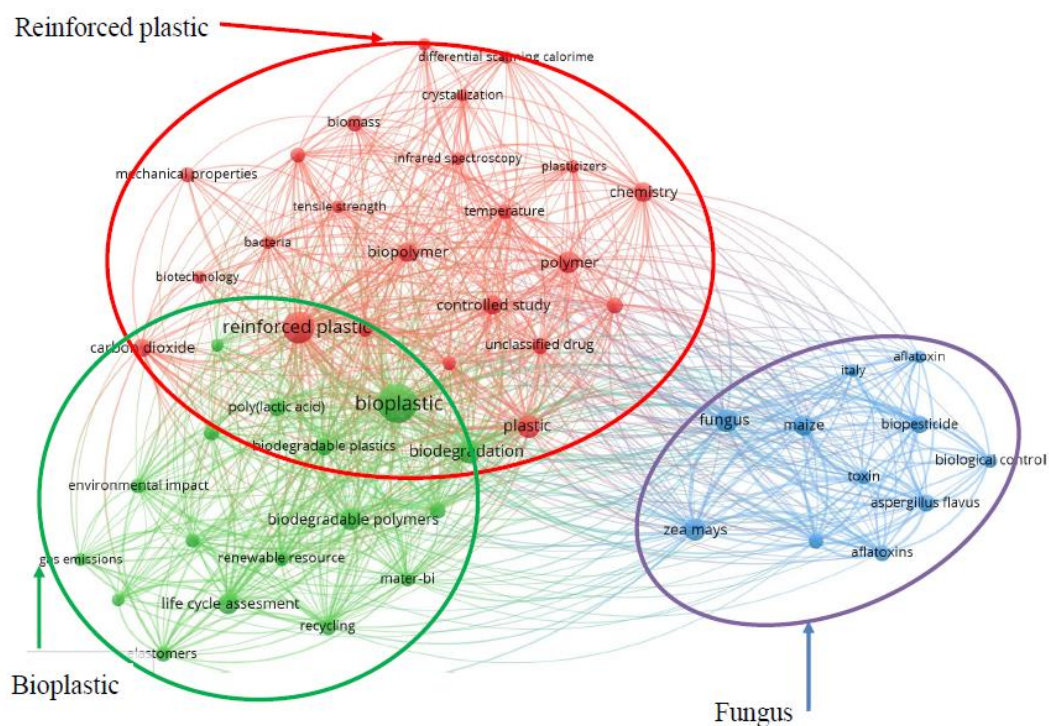 Reinforced plastic
differential scanning calorime
crystallization
biomass
infrared spectroscopy
plasticizers
mechanical properties
chemistry
tensile strength
temperature
bacteria
biopolymer
polymer
biotechnology
controlled study
reinforced plastic
unclassified drug
carbon dioxide
aflatoxin
italy
poly(lactic acid)
bioplastic
plastic
fungus
maize
biopesticide
biodegradable plastics
biodegradation
biological control
toxin
environmental impact
aspergillus flavus
biodegradable polymers
zea mays
aflatoxins
gas emissions
renewable resource
mater-bi
life cycle assesment
recycling
elastomers
Bioplastic
Fungus